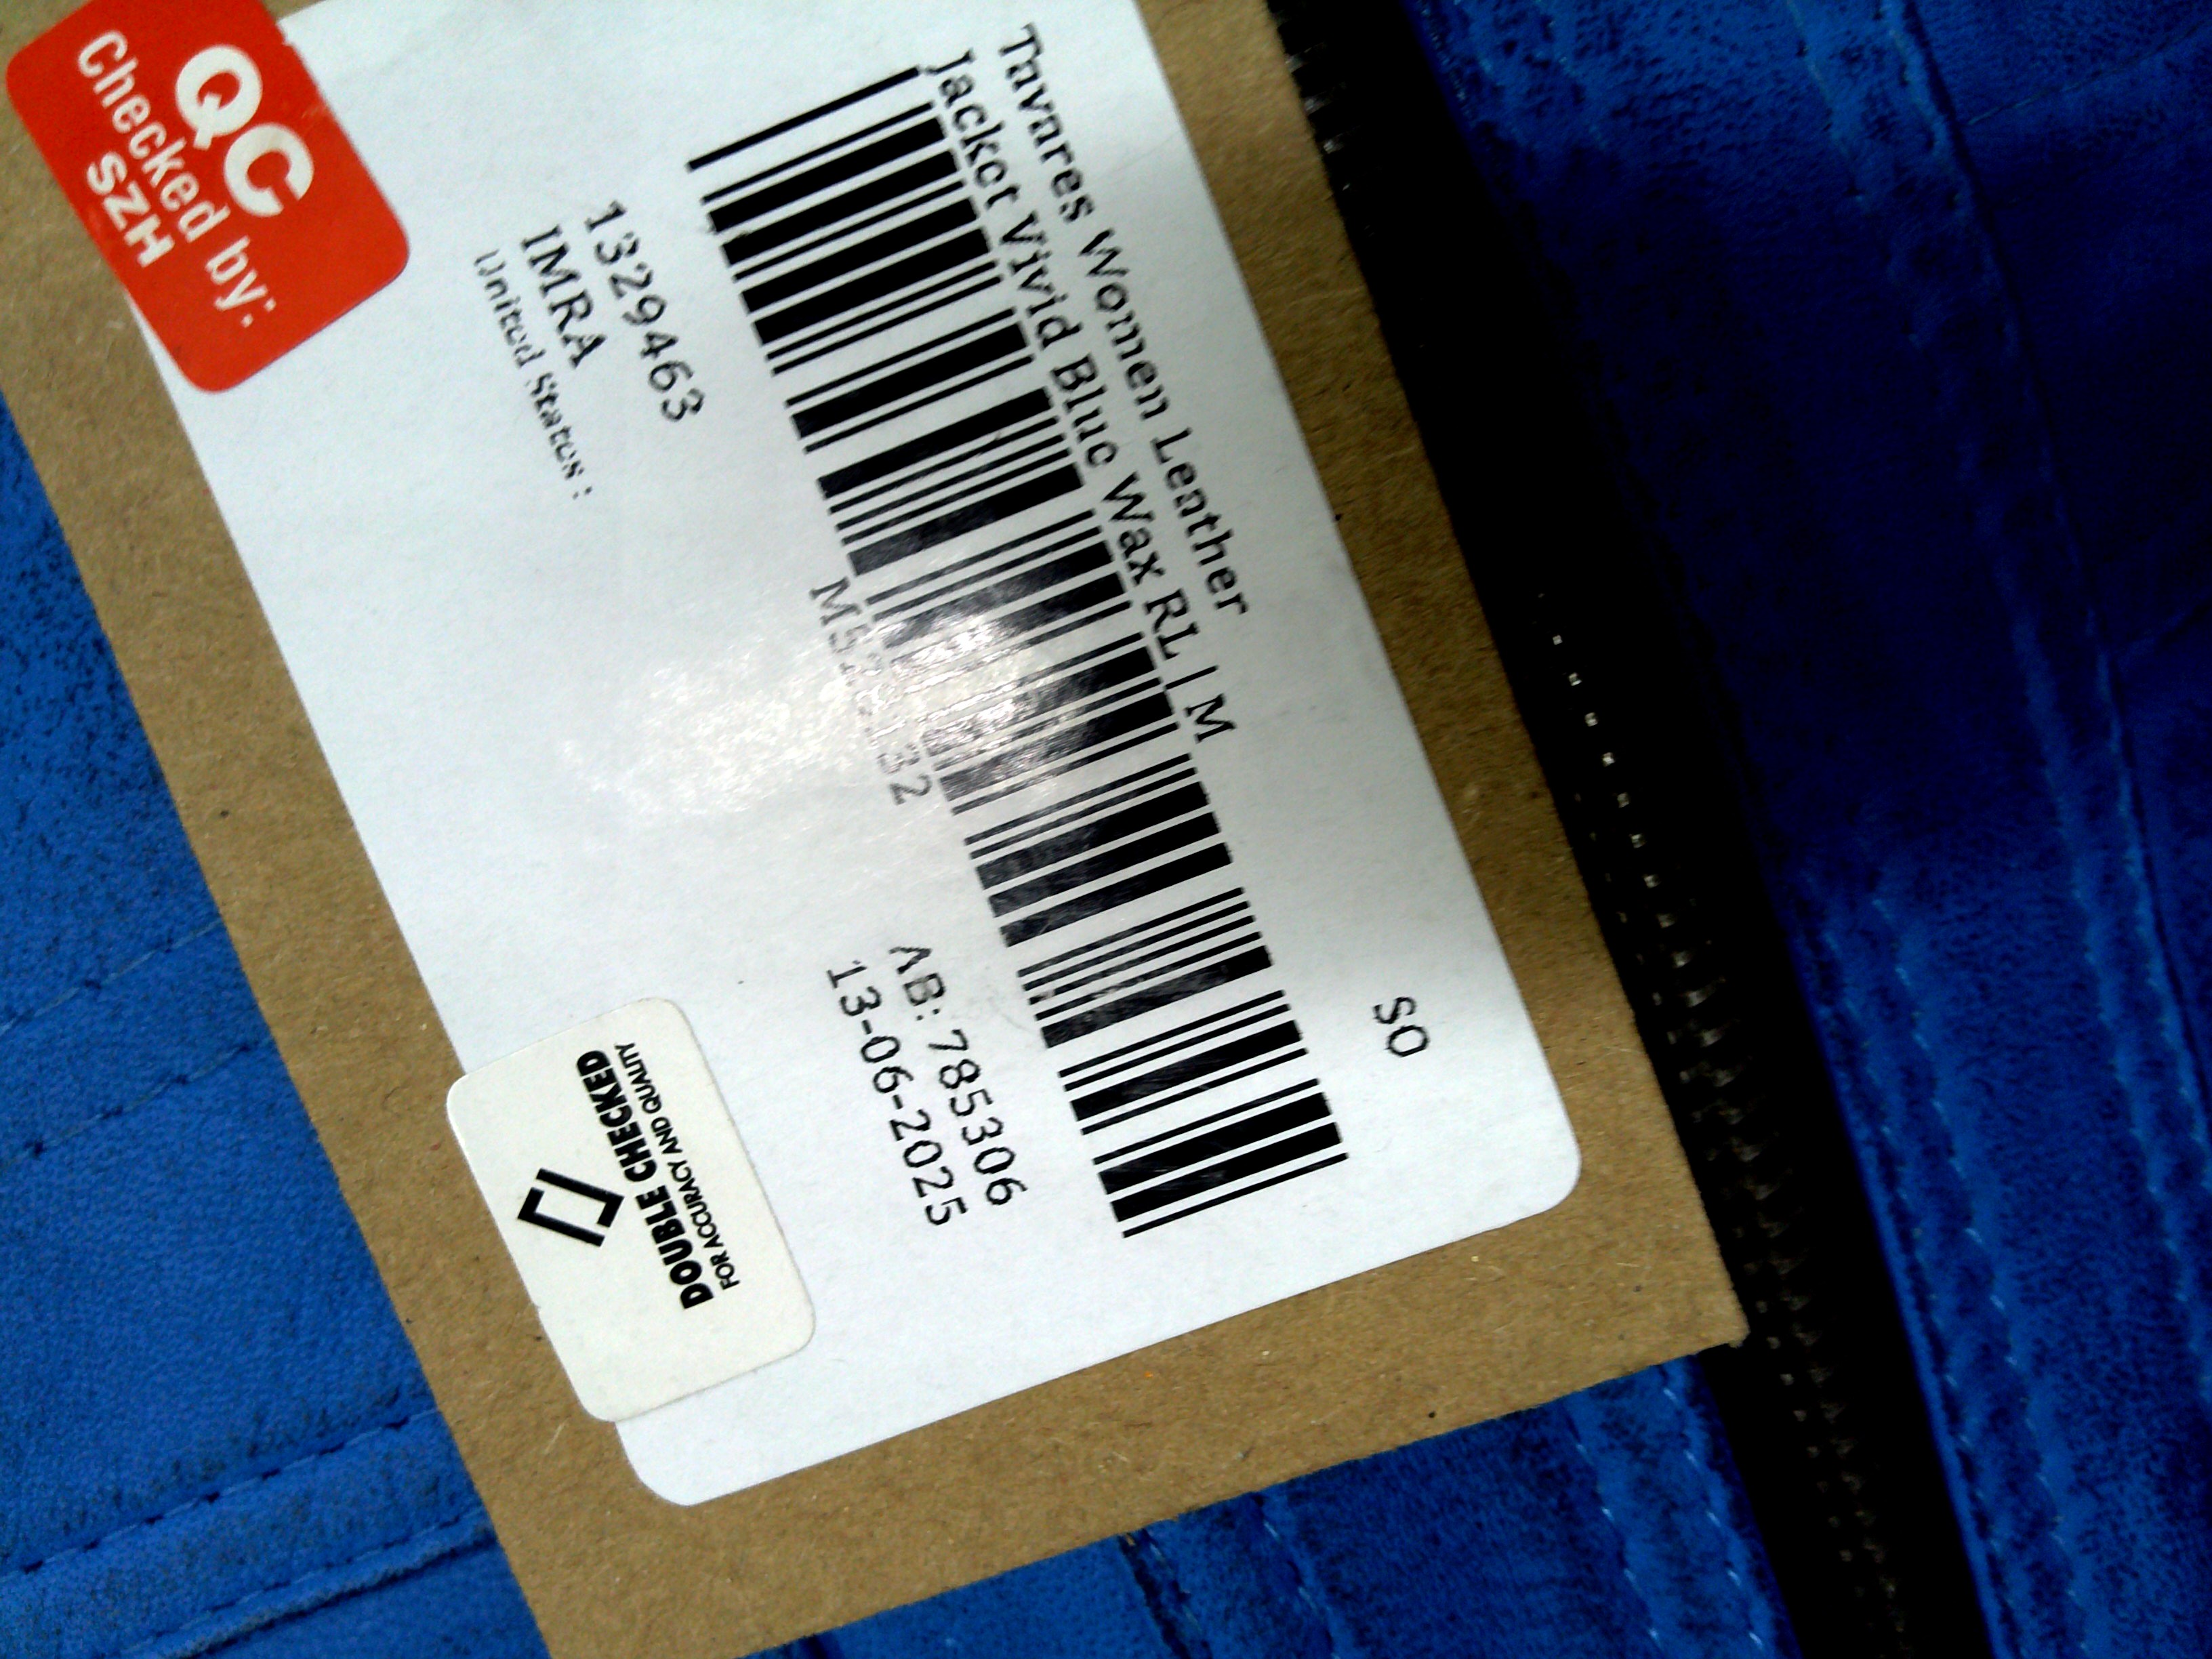 SO
Tavares Women Leather
Jacket Vivid Blue Wax RL | M
1329463
IMRA
United States :
AB: 785306
13-06-2025
QC
Checked by:
SZH
DOUBLE CHECKED
FOR ACCURACY AND QUALITY